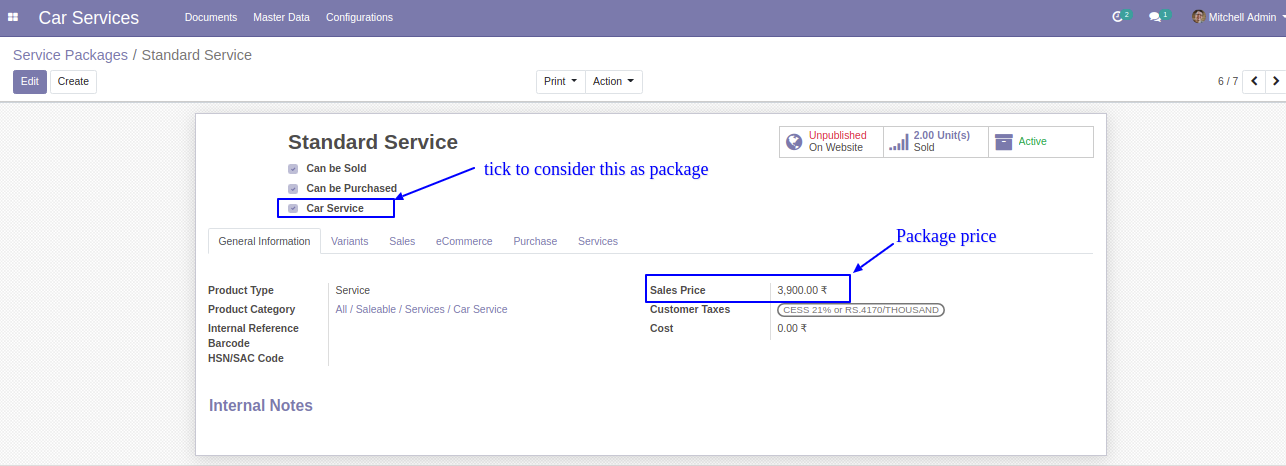 Car Services Documents Master Data Configurations 2 1 Mitchell Admin
Service Packages / Standard Service
Edit Create Print Action 6 / 7
Standard Service
Unpublished On Website
2.00 Unit(s) Sold
Active
Can be Sold
tick to consider this as package
Can be Purchased
Car Service
General Information Variants Sales eCommerce Purchase Services
Package price
Product Type Service
Product Category All / Saleable / Services / Car Service
Internal Reference
Barcode
HSN/SAC Code
Sales Price 3,900.00 ₹
Customer Taxes CESS 21% or RS.4170/THOUSAND
Cost 0.00 ₹
Internal Notes